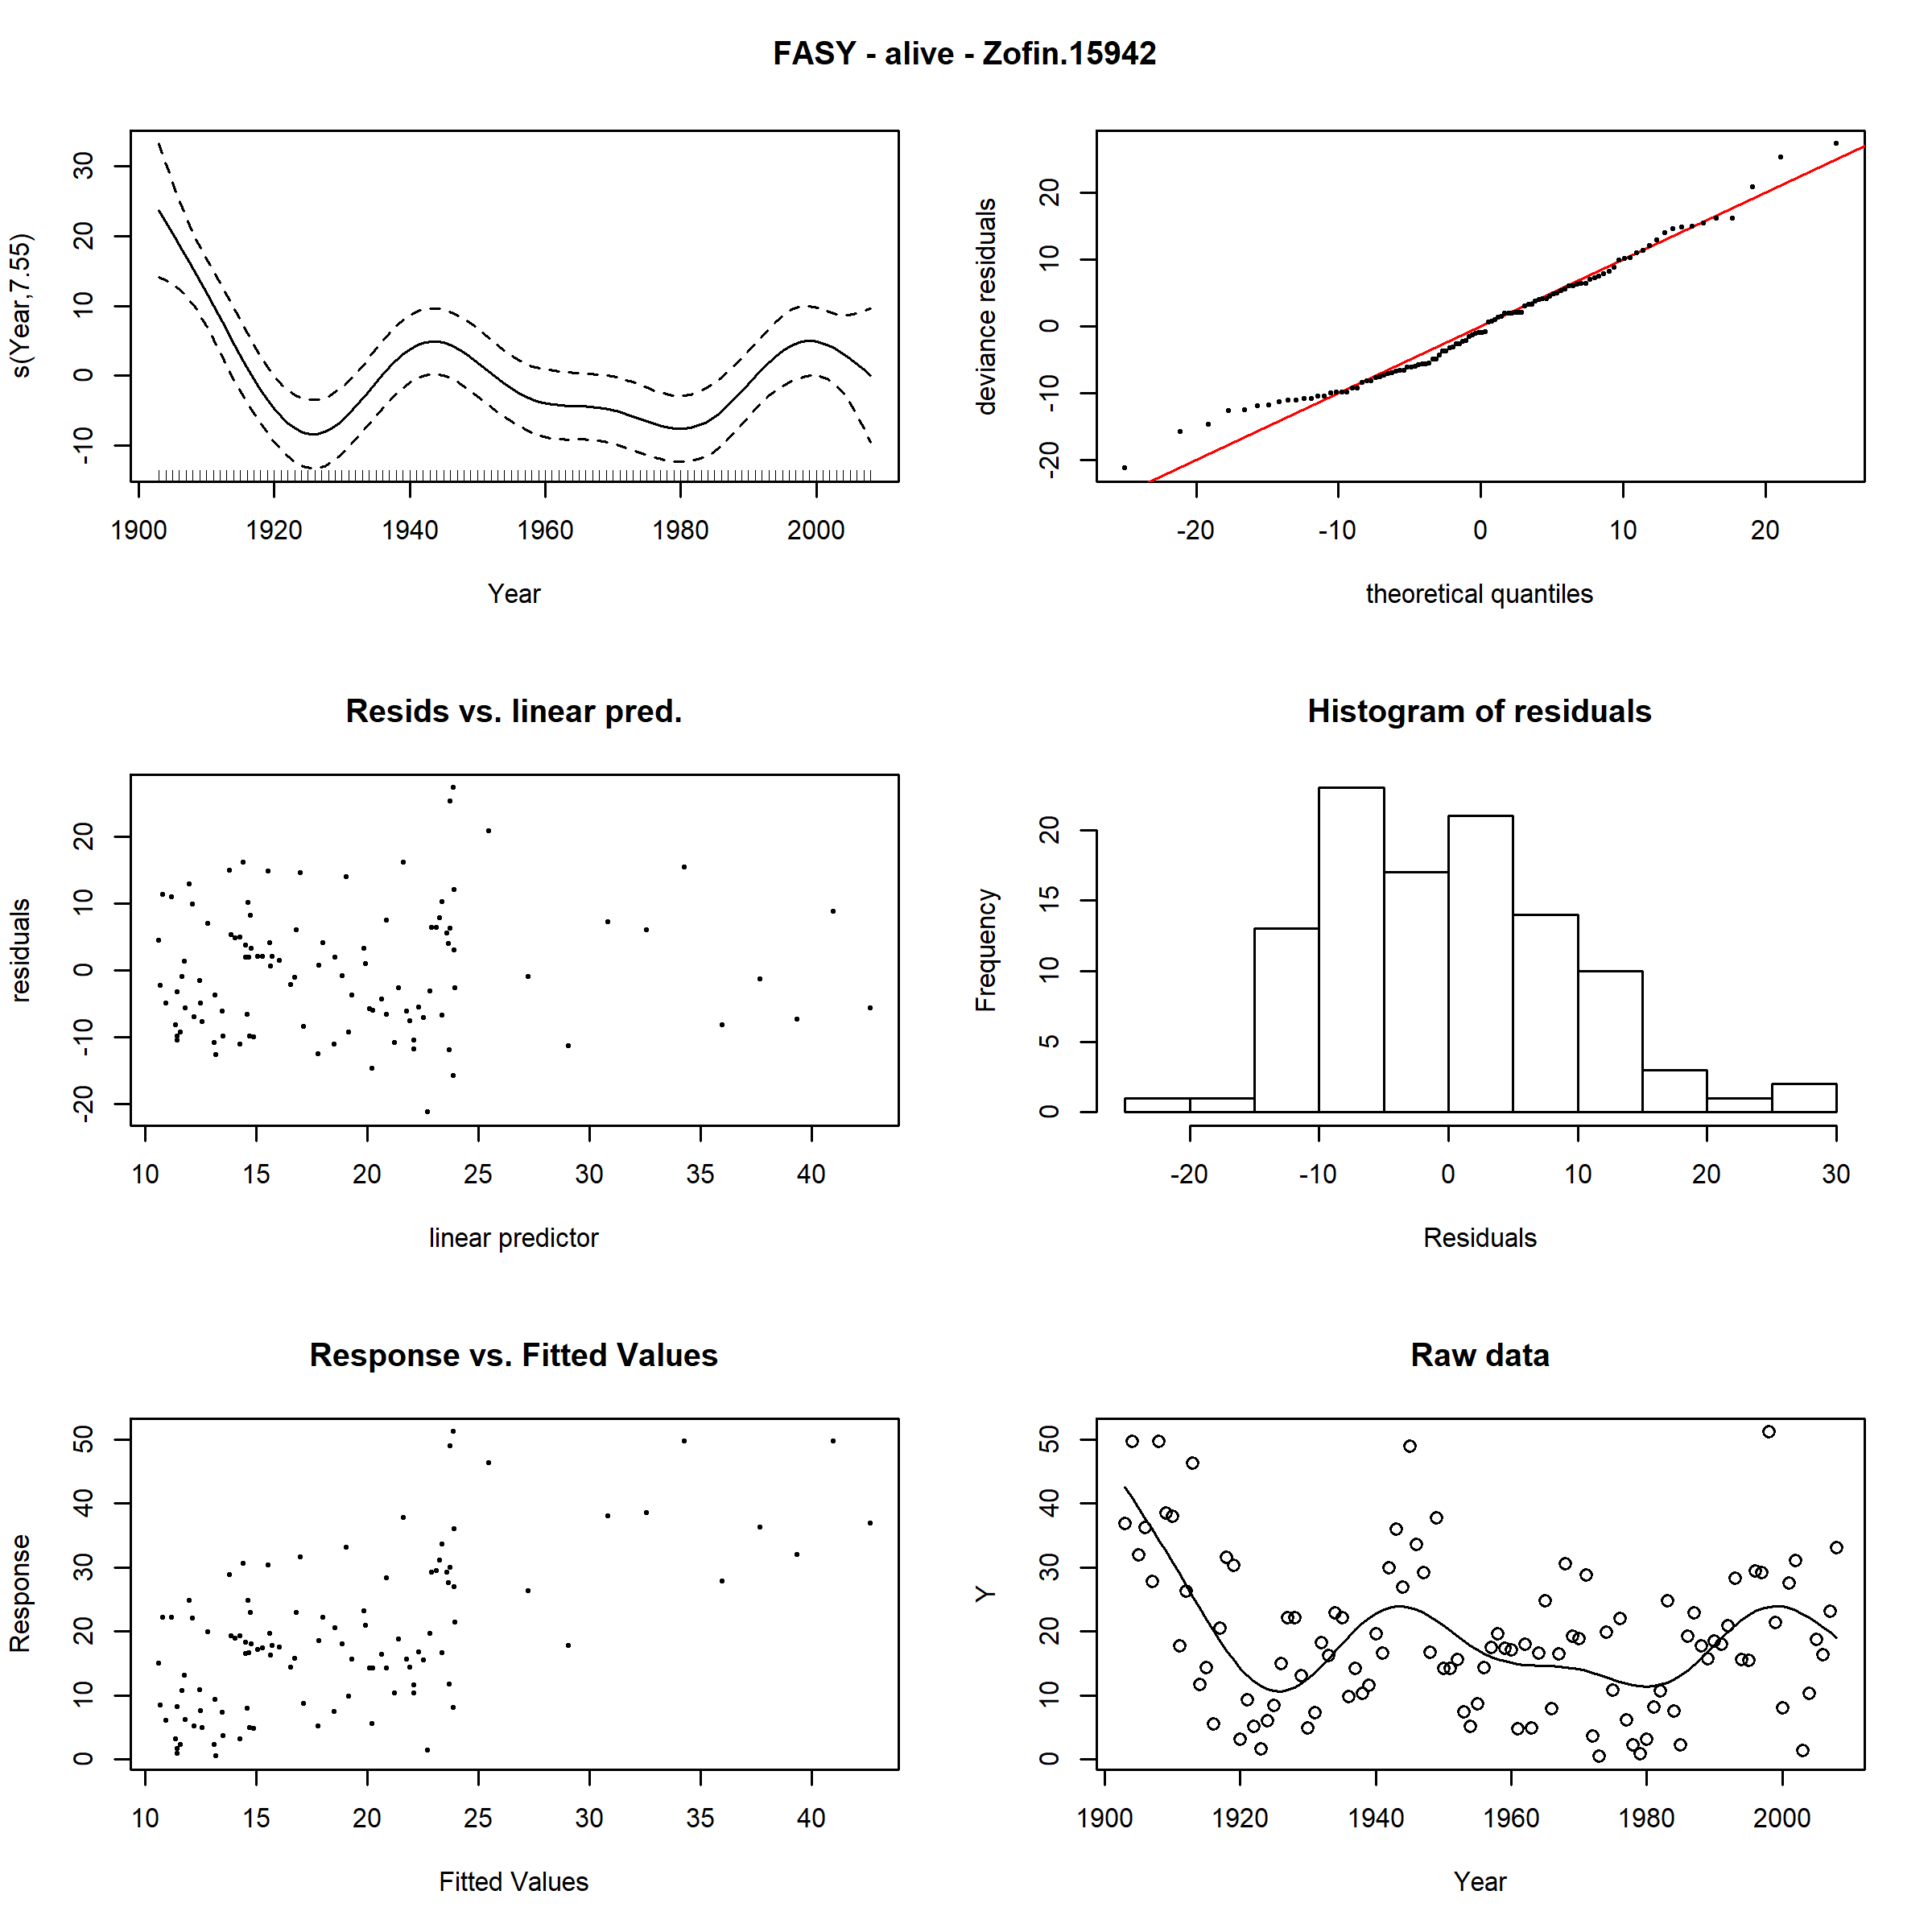 FASY - alive - Zofin.15942
s(Year,7.55)
-10 0 10 20 30
1900 1920 1940 1960 1980 2000
Year
deviance residuals
-20 -10 0 10 20
-20 -10 0 10 20
theoretical quantiles
Resids vs. linear pred.
residuals
-20 -10 0 10 20
10 15 20 25 30 35 40
linear predictor
Histogram of residuals
Frequency
0 5 10 15 20
-20 -10 0 10 20 30
Residuals
Response vs. Fitted Values
Response
0 10 20 30 40 50
10 15 20 25 30 35 40
Fitted Values
Raw data
Y
0 10 20 30 40 50
1900 1920 1940 1960 1980 2000
Year